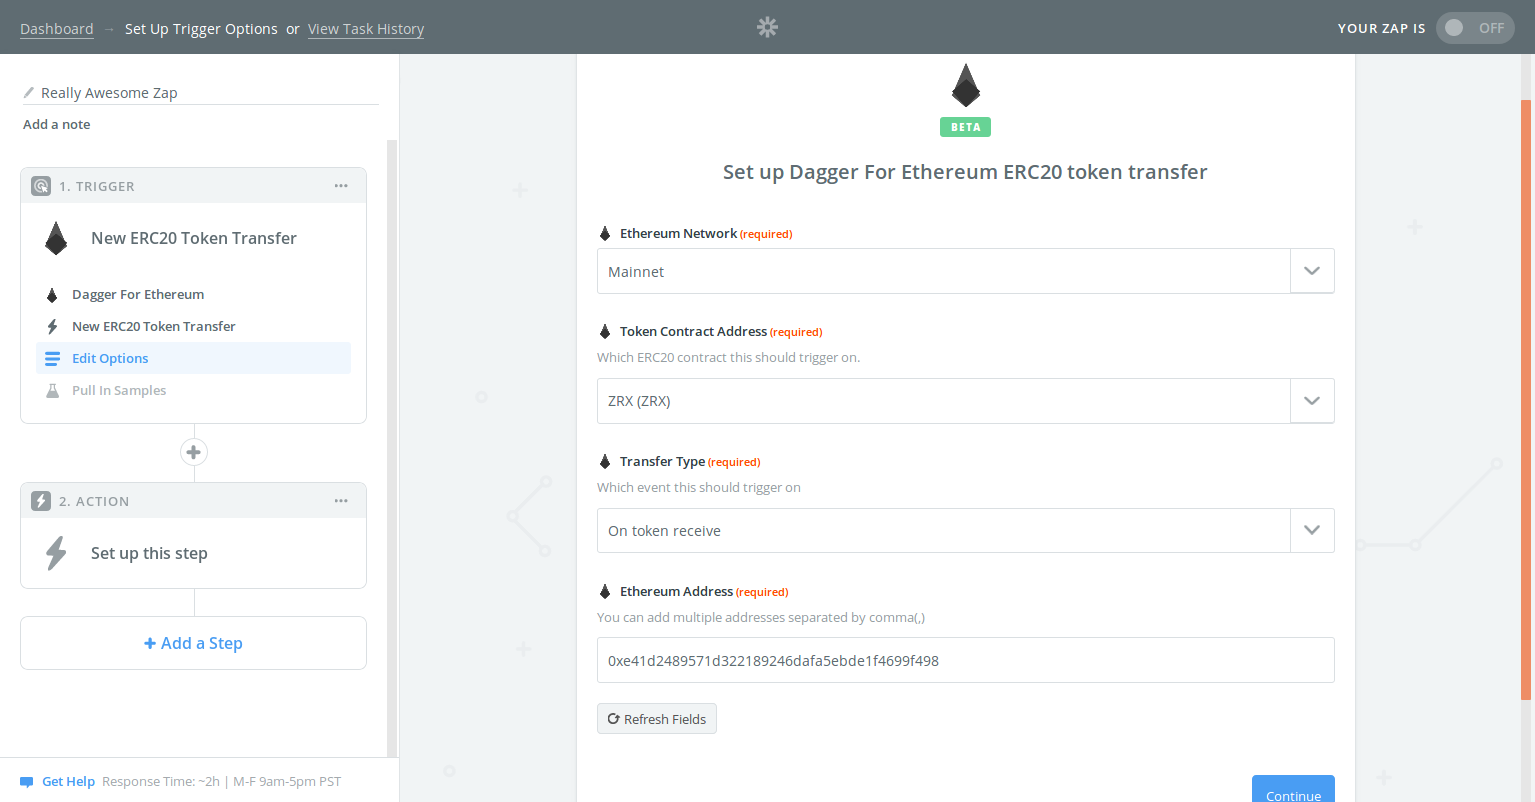 Dashboard → Set Up Trigger Options or View Task History
YOUR ZAP IS OFF
Really Awesome Zap
Add a note
1. TRIGGER
New ERC20 Token Transfer
Dagger For Ethereum
New ERC20 Token Transfer
Edit Options
Pull In Samples
2. ACTION
Set up this step
+ Add a Step
Get Help Response Time: ~2h | M-F 9am-5pm PST
BETA
Set up Dagger For Ethereum ERC20 token transfer
Ethereum Network (required)
Mainnet
Token Contract Address (required)
Which ERC20 contract this should trigger on.
ZRX (ZRX)
Transfer Type (required)
Which event this should trigger on
On token receive
Ethereum Address (required)
You can add multiple addresses separated by comma(,)
0xe41d2489571d322189246dafa5ebde1f4699f498
Refresh Fields
Continue